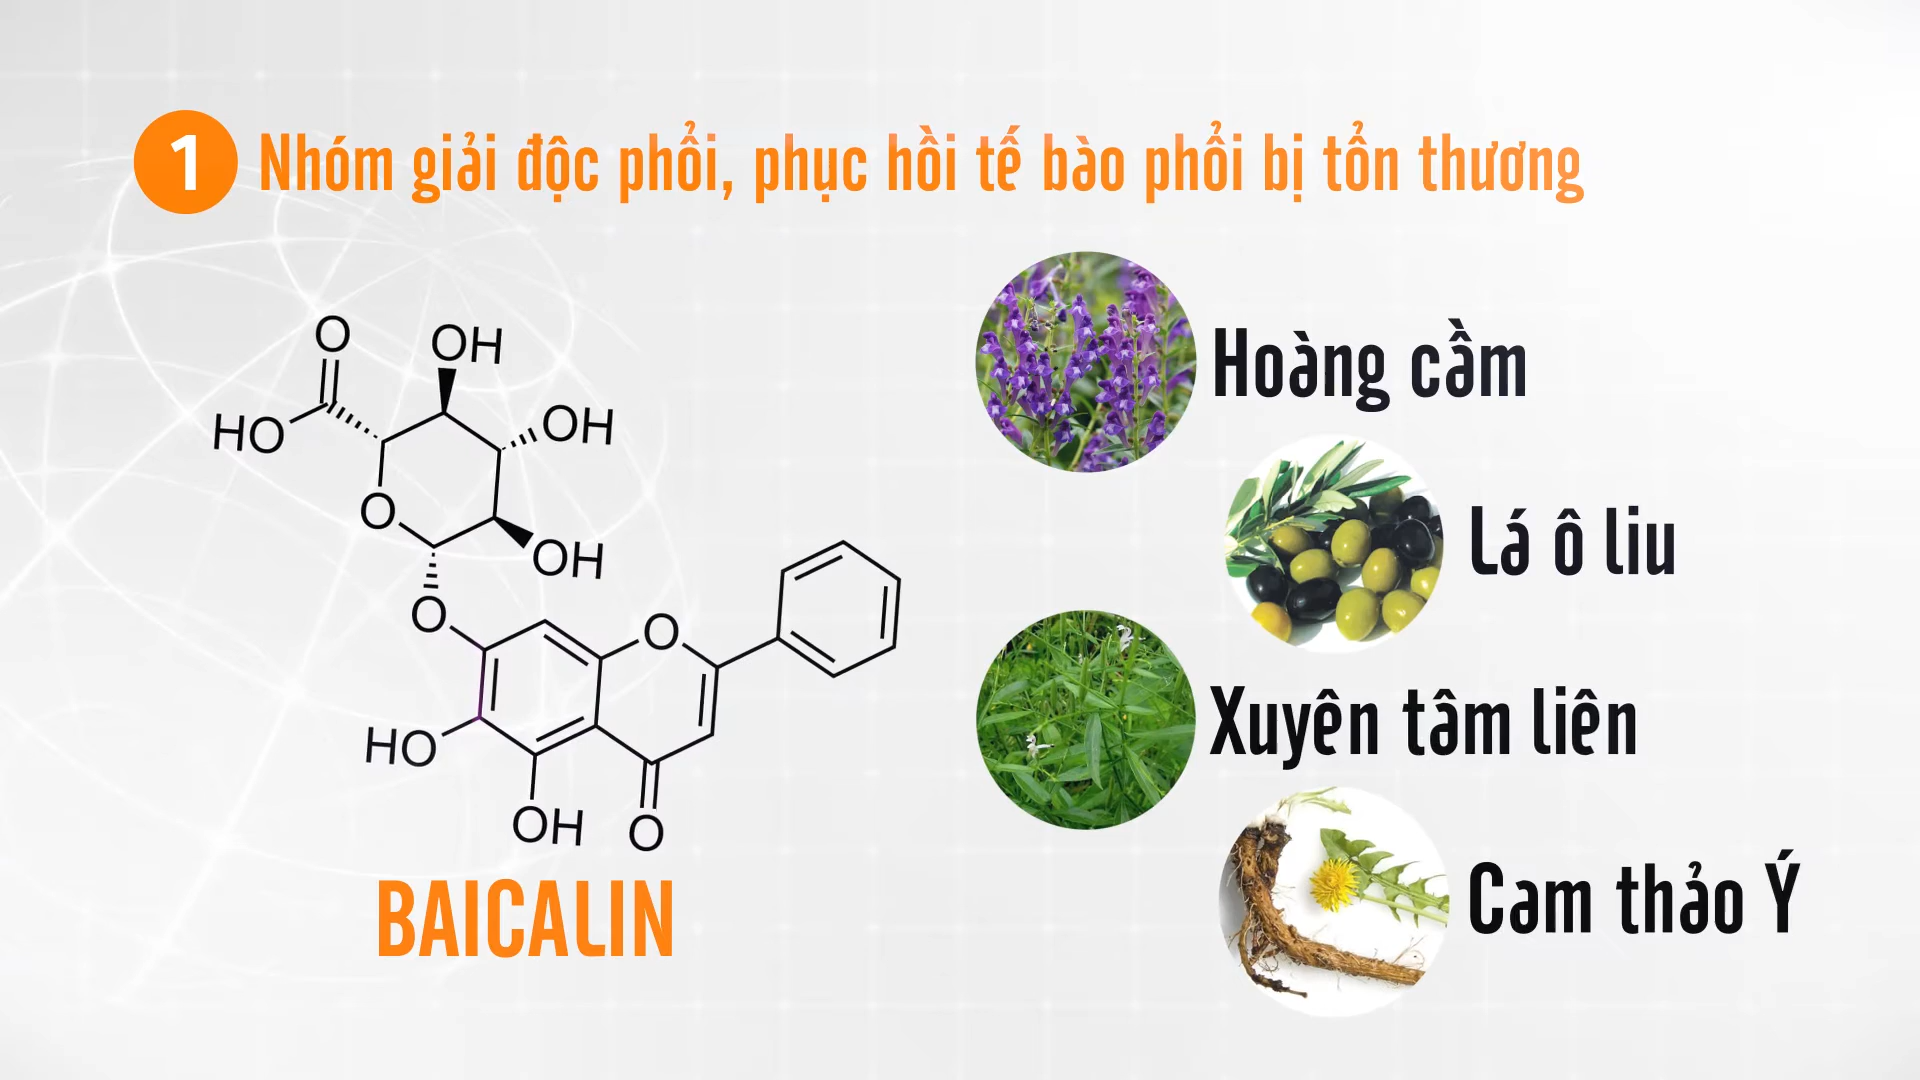 1 Nhóm giải độc phổi, phục hồi tế bào phổi bị tổn thương
O
OH
HO
OH
O
OH
O
O
HO
OH
O
BAICALIN
Hoàng cầm
Lá ô liu
Xuyên tâm liên
Cam thảo Ý